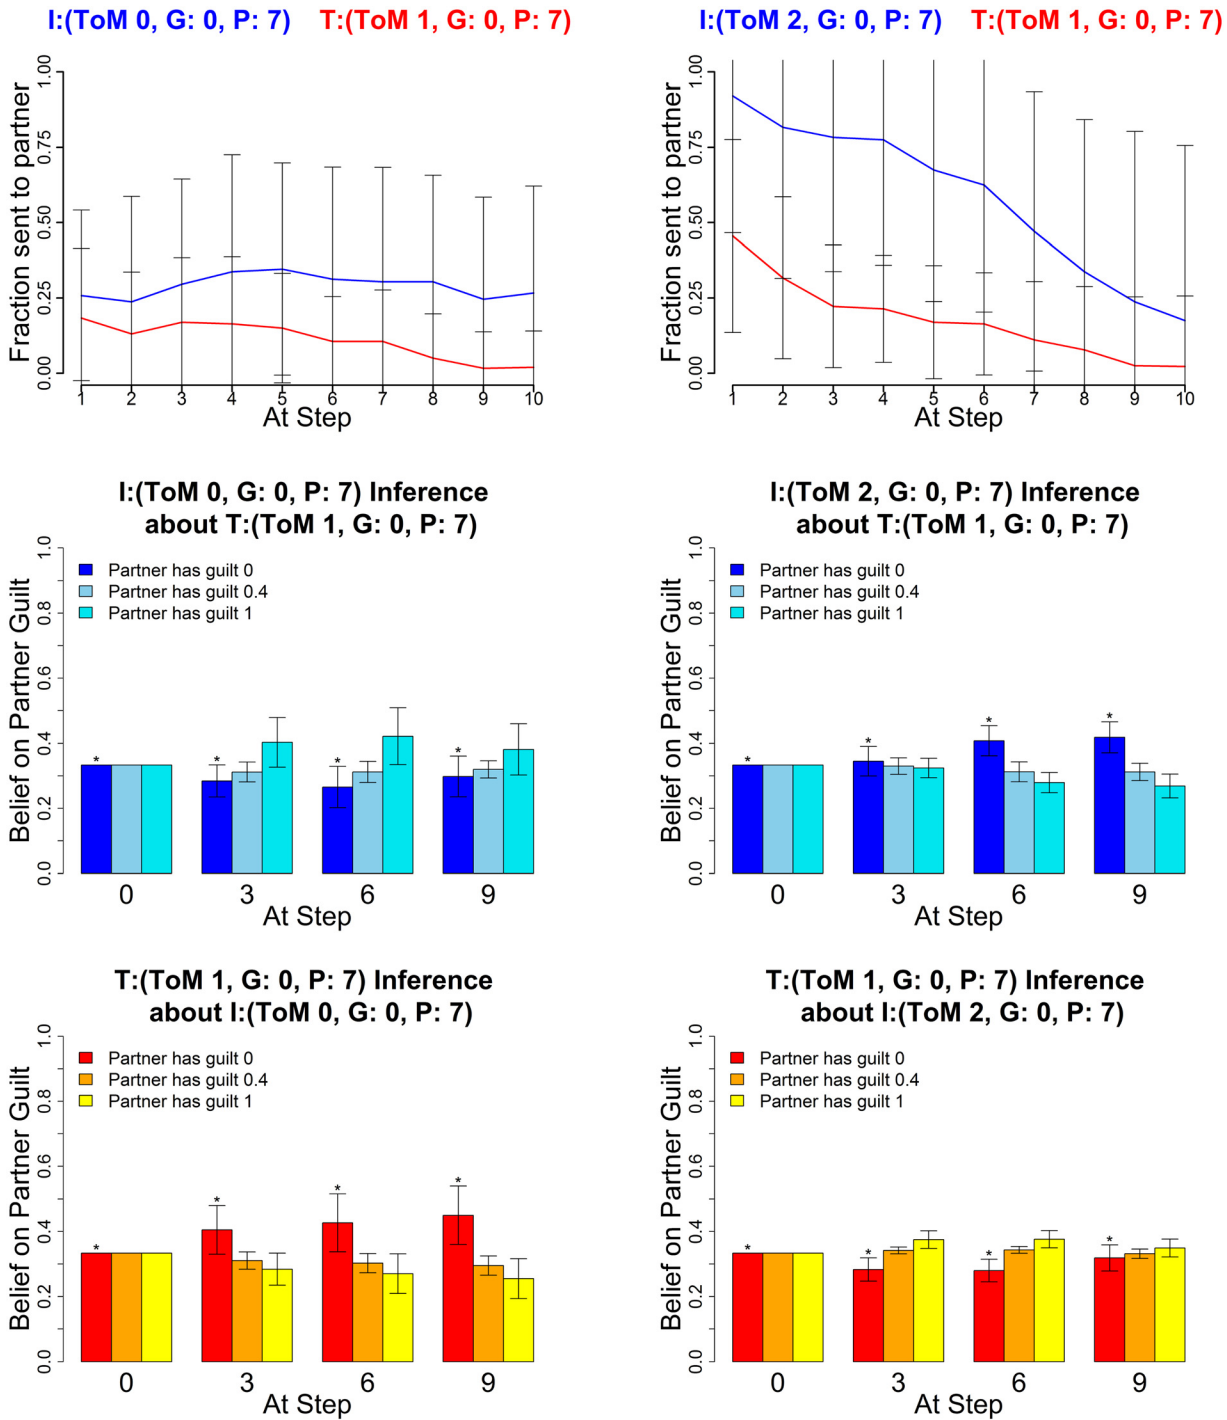 I:(ToM 0, G: 0, P: 7) T:(ToM 1, G: 0, P: 7)
Fraction sent to partner
1.00
0.75
0.50
0.25
0.00
1 2 3 4 5 6 7 8 9 10
At Step
I:(ToM 2, G: 0, P: 7) T:(ToM 1, G: 0, P: 7)
Fraction sent to partner
1.00
0.75
0.50
0.25
0.00
1 2 3 4 5 6 7 8 9 10
At Step
I:(ToM 0, G: 0, P: 7) Inference
about T:(ToM 1, G: 0, P: 7)
Belief on Partner Guilt
1.0
0.8
0.6
0.4
0.2
0.0
Partner has guilt 0
Partner has guilt 0.4
Partner has guilt 1
* * * *
0 3 6 9
At Step
I:(ToM 2, G: 0, P: 7) Inference
about T:(ToM 1, G: 0, P: 7)
Belief on Partner Guilt
1.0
0.8
0.6
0.4
0.2
0.0
Partner has guilt 0
Partner has guilt 0.4
Partner has guilt 1
* * * *
0 3 6 9
At Step
T:(ToM 1, G: 0, P: 7) Inference
about I:(ToM 0, G: 0, P: 7)
Belief on Partner Guilt
1.0
0.8
0.6
0.4
0.2
0.0
Partner has guilt 0
Partner has guilt 0.4
Partner has guilt 1
* * * *
0 3 6 9
At Step
T:(ToM 1, G: 0, P: 7) Inference
about I:(ToM 2, G: 0, P: 7)
Belief on Partner Guilt
1.0
0.8
0.6
0.4
0.2
0.0
Partner has guilt 0
Partner has guilt 0.4
Partner has guilt 1
* * * *
0 3 6 9
At Step